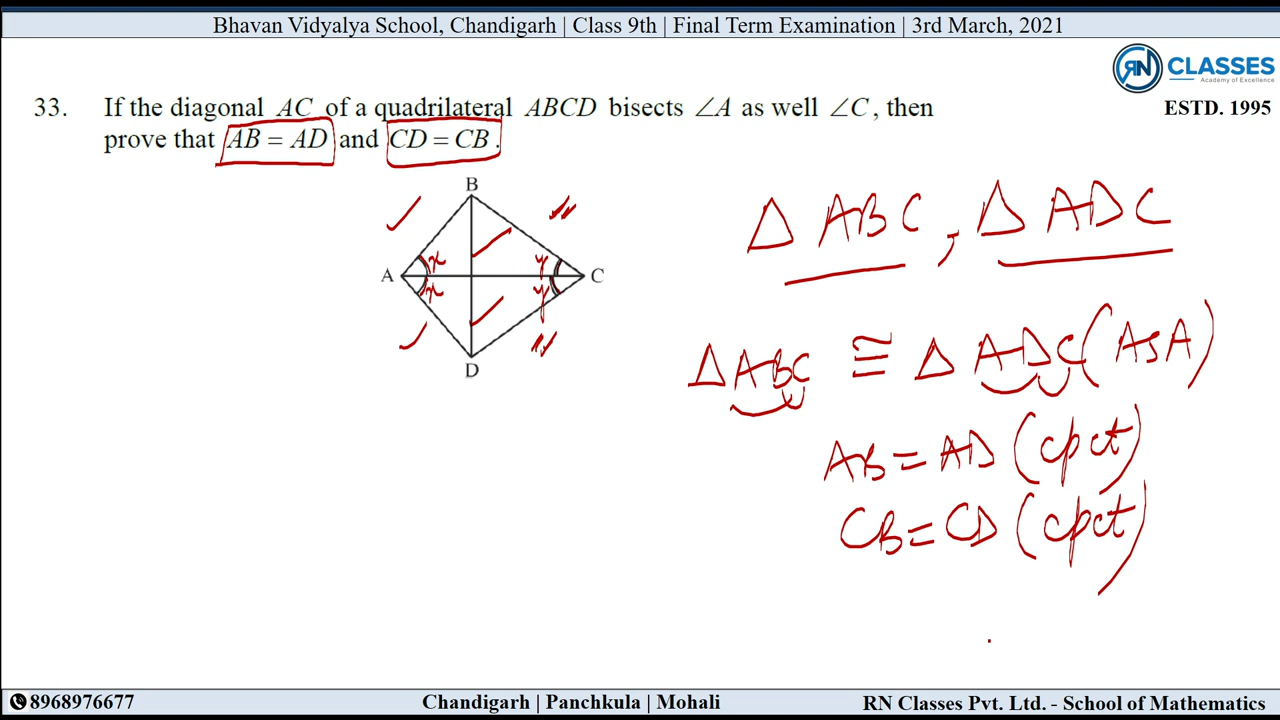 Bhavan Vidyalya School, Chandigarh | Class 9th | Final Term Examination | 3rd March, 2021
RN CLASSES
Academy of Excellence
ESTD. 1995
33. If the diagonal AC of a quadrilateral ABCD bisects ∠A as well ∠C, then
prove that AB = AD and CD = CB.
B
A
C
D
x
x
y
y
Δ ABC, Δ ADC
Δ ABC ≅ Δ ADC (ASA)
AB = AD (cpct)
CB = CD (cpct)
8968976677
Chandigarh | Panchkula | Mohali
RN Classes Pvt. Ltd. - School of Mathematics